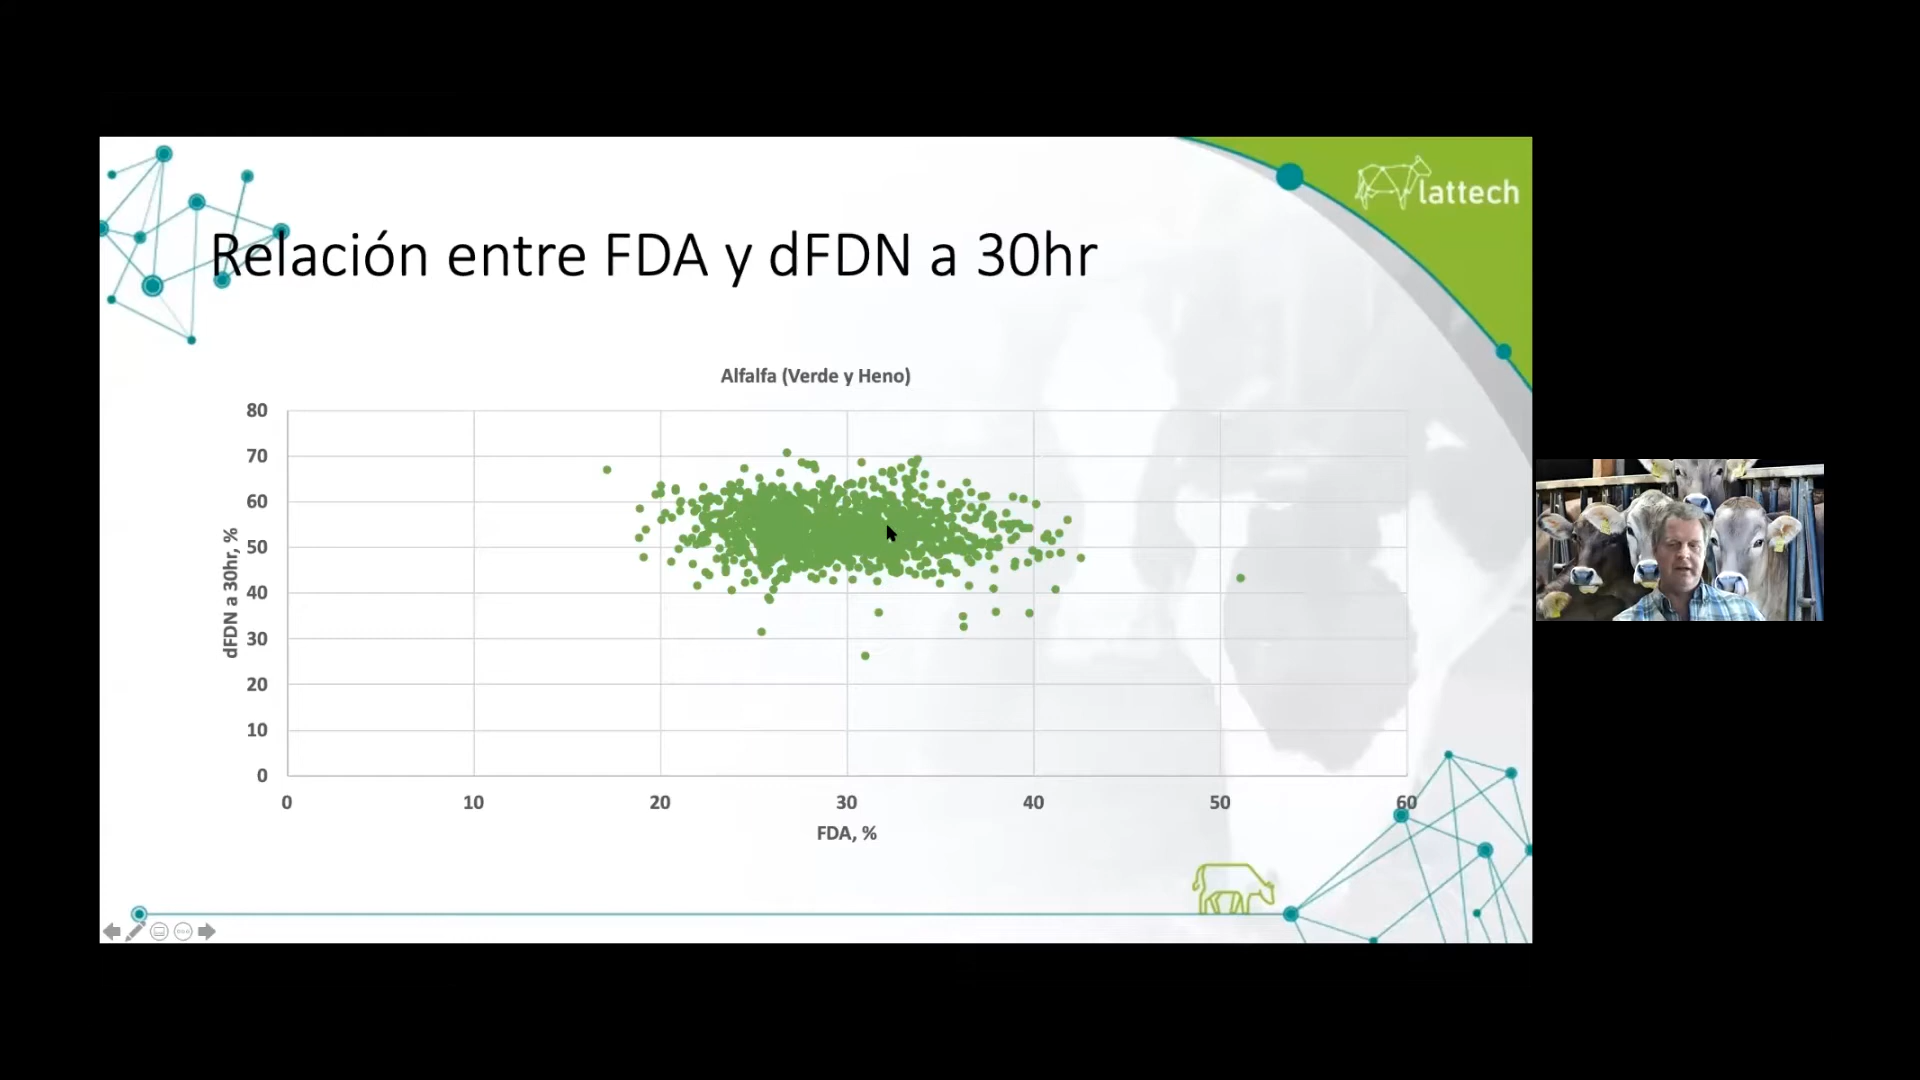 lattech
Relación entre FDA y dFDN a 30hr
Alfalfa (Verde y Heno)
80
70
60
50
40
30
20
10
0
dFDN a 30hr, %
0 10 20 30 40 50 60
FDA, %